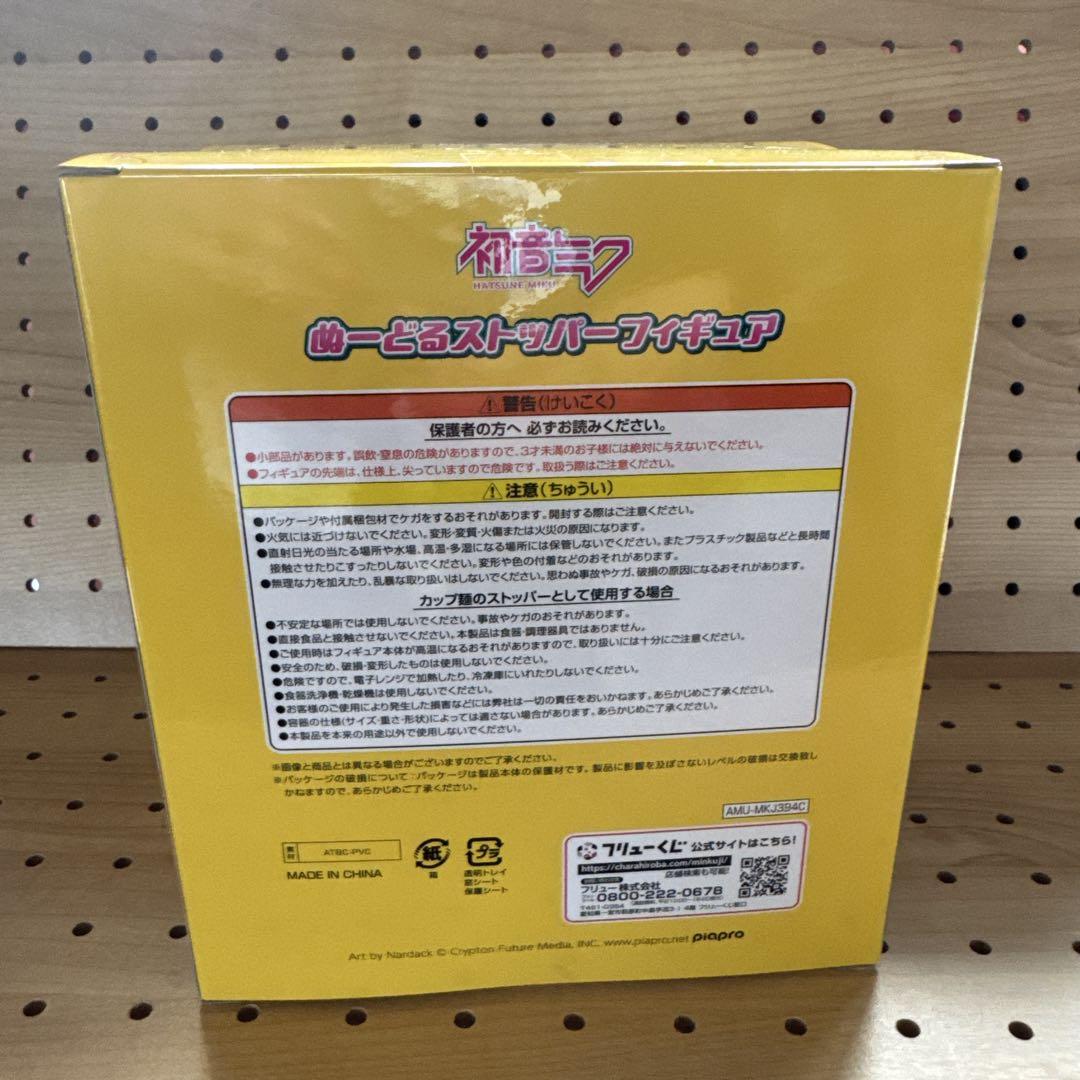 初音ミク
HATSUNE MIKU
ぬーどるストッパーフィギュア
⚠警告(けいこく)
保護者の方へ 必ずお読みください。
●小部品があります。誤飲・窒息の危険がありますので、3才未満のお子様には絶対に与えないでください。
●フィギュアの先端は、仕様上、尖っていますので危険です。取扱う際はご注意ください。
⚠注意(ちゅうい)
●パッケージや付属梱包材でケガをするおそれがあります。開封する際はご注意ください。
●火気には近づけないでください。変形・変質・火傷または火災の原因になります。
●直射日光の当たる場所や水場、高温・多湿になる場所には保管しないでください。またプラスチック製品などと長時間
接触させたりこすったりしないでください。変形や色の付着などのおそれがあります。
●無理な力を加えたり、乱暴な取り扱いはしないでください。思わぬ事故やケガ、破損の原因になるおそれがあります。
カップ麺のストッパーとして使用する場合
●不安定な場所では使用しないでください。事故やケガのおそれがあります。
●直接食品と接触させないでください。本製品は食器・調理器具ではありません。
●ご使用時はフィギュア本体が高温になるおそれがありますので、取り扱いには十分にご注意ください。
●安全のため、破損・変形したものは使用しないでください。
●危険ですので、電子レンジで加熱したり、冷凍庫にいれたりしないでください。
●食器洗浄機・乾燥機は使用しないでください。
●お客様のご使用により発生した損害などには弊社は一切の責任をおいかねます。あらかじめご了承ください。
●容器の仕様(サイズ・重さ・形状)によっては適さない場合があります。あらかじめご了承ください。
●本製品を本来の用途以外で使用しないでください。
※画像と商品とは異なる場合がございますのでご了承ください。
※パッケージの破損について:パッケージは製品本体の保護材です。製品に影響を及ぼさないレベルの破損は交換致し
かねますので、あらかじめご了承ください。
AMU-MKJ394C
素材 ATBC-PVC
MADE IN CHINA
紙
箱
プラ
透明トレイ
窓シート
保護シート
フリューくじ 公式サイトはこちら!
https://charahiroba.com/minkuji/
店舗検索も可能!
フリュー株式会社
0800-222-0678
〒491-0954
Art by Nardack © Crypton Future Media, INC. www.piapro.net piapro